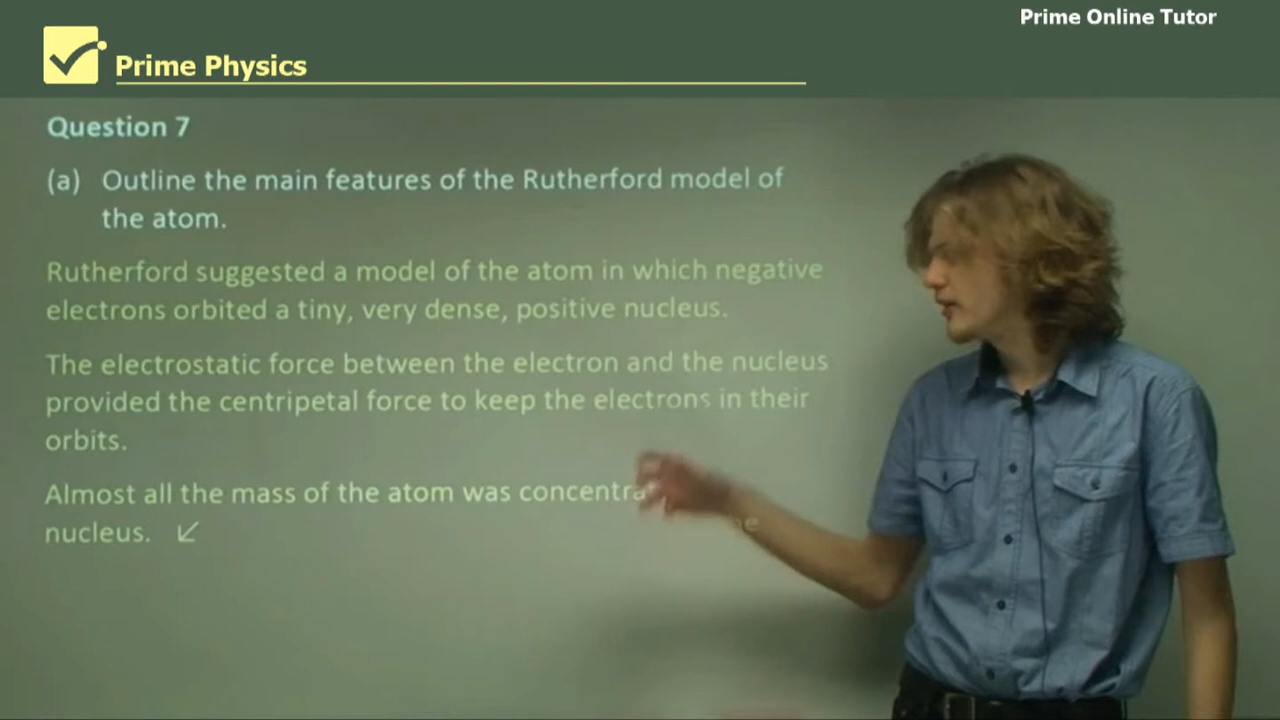 Prime Online Tutor
Prime Physics
Question 7
(a) Outline the main features of the Rutherford model of
the atom.
Rutherford suggested a model of the atom in which negative
electrons orbited a tiny, very dense, positive nucleus.
The electrostatic force between the electron and the nucleus
provided the centripetal force to keep the electrons in their
orbits.
Almost all the mass of the atom was
nucleus.